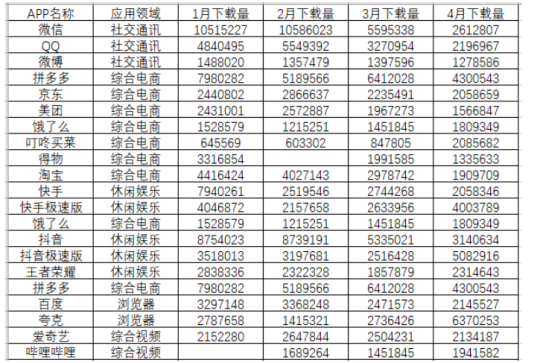 APP名称 应用领域 1月下载量 2月下载量 3月下载量 4月下载量
微信 社交通讯 10515227 10586023 5595338 2612807
QQ 社交通讯 4840495 5549392 3270954 2196967
微博 社交通讯 1488020 1357479 1397596 1278586
拼多多 综合电商 7980282 5189566 6412028 4300543
京东 综合电商 2440802 2866637 2235491 2058659
美团 综合电商 2431001 2572887 1967273 1566847
饿了么 综合电商 1528579 1215251 1451845 1809349
叮咚买菜 综合电商 645569 603302 847805 2085682
得物 综合电商 3316854 1991585 1335633
淘宝 综合电商 4416424 4027143 2978742 1909709
快手 休闲娱乐 7940261 2519546 2744268 2058346
快手极速版 休闲娱乐 4046872 2157658 2633956 4003789
饿了么 综合电商 1528579 1215251 1451845 1809349
抖音 休闲娱乐 8754023 8739191 5335021 3140634
抖音极速版 休闲娱乐 3518013 3197681 2516428 5082916
王者荣耀 休闲娱乐 2838336 2322328 1857879 2314643
拼多多 综合电商 7980282 5189566 6412028 4300543
百度 浏览器 3297148 3368248 2471573 2145527
夸克 浏览器 2787658 1415321 2736426 6370253
爱奇艺 综合视频 2152280 2647844 2504231 2134187
哔哩哔哩 综合视频 1689264 1451845 1941582